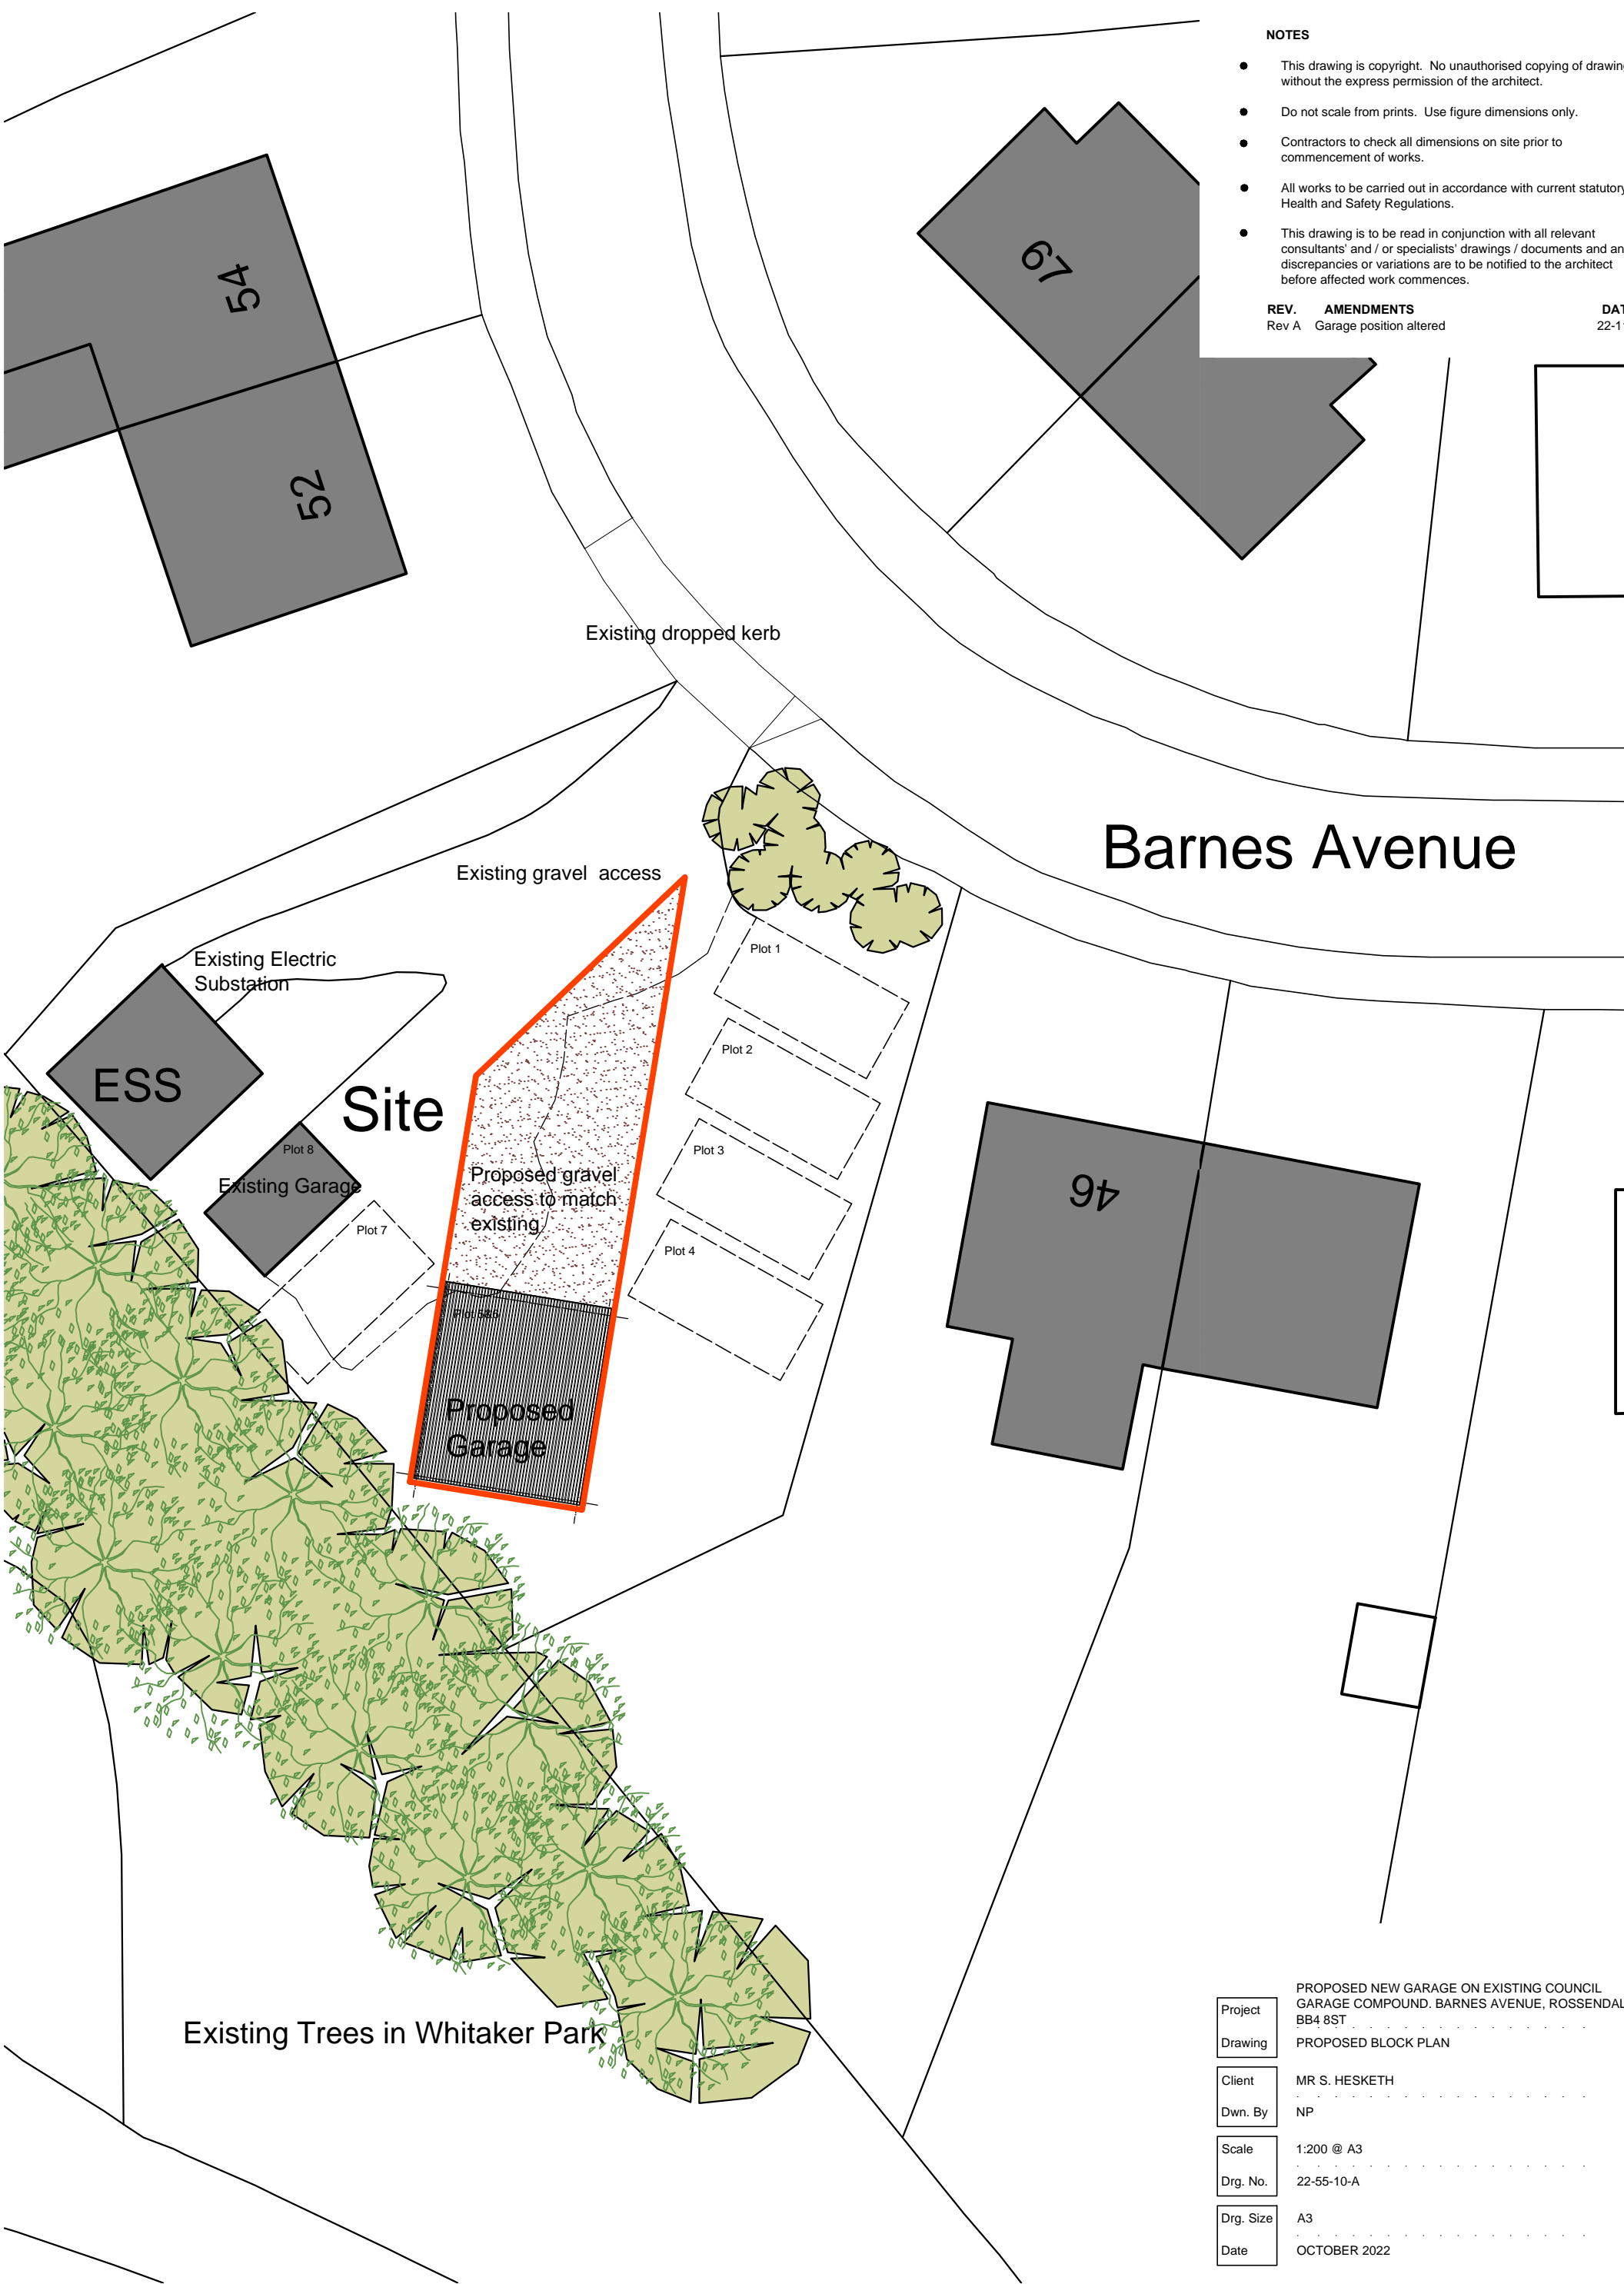 NOTES
This drawing is copyright. No unauthorised copying of drawing
without the express permission of the architect.
Do not scale from prints. Use figure dimensions only.
Contractors to check all dimensions on site prior to
commencement of works.
All works to be carried out in accordance with current statutory
Health and Safety Regulations.
This drawing is to be read in conjunction with all relevant
consultants' and / or specialists' drawings / documents and
discrepancies or variations are to be notified to the architect
before affected work commences.
REV. AMENDMENTS
Rev A Garage position altered
54
52
67
Existing dropped kerb
Barnes Avenue
Existing gravel access
Existing Electric
Substation
ESS
Site
Plot 1
Plot 2
Plot 3
Plot 4
Plot 8
Existing Garage
Plot 7
Proposed gravel
access to match
existing
Plot 5&6
Proposed
Garage
46
Existing Trees in Whitaker Park
Project PROPOSED NEW GARAGE ON EXISTING COUNCIL
GARAGE COMPOUND. BARNES AVENUE, ROSSENDAL
BB4 8ST
Drawing PROPOSED BLOCK PLAN
Client MR S. HESKETH
Dwn. By NP
Scale 1:200 @ A3
Drg. No. 22-55-10-A
Drg. Size A3
Date OCTOBER 2022